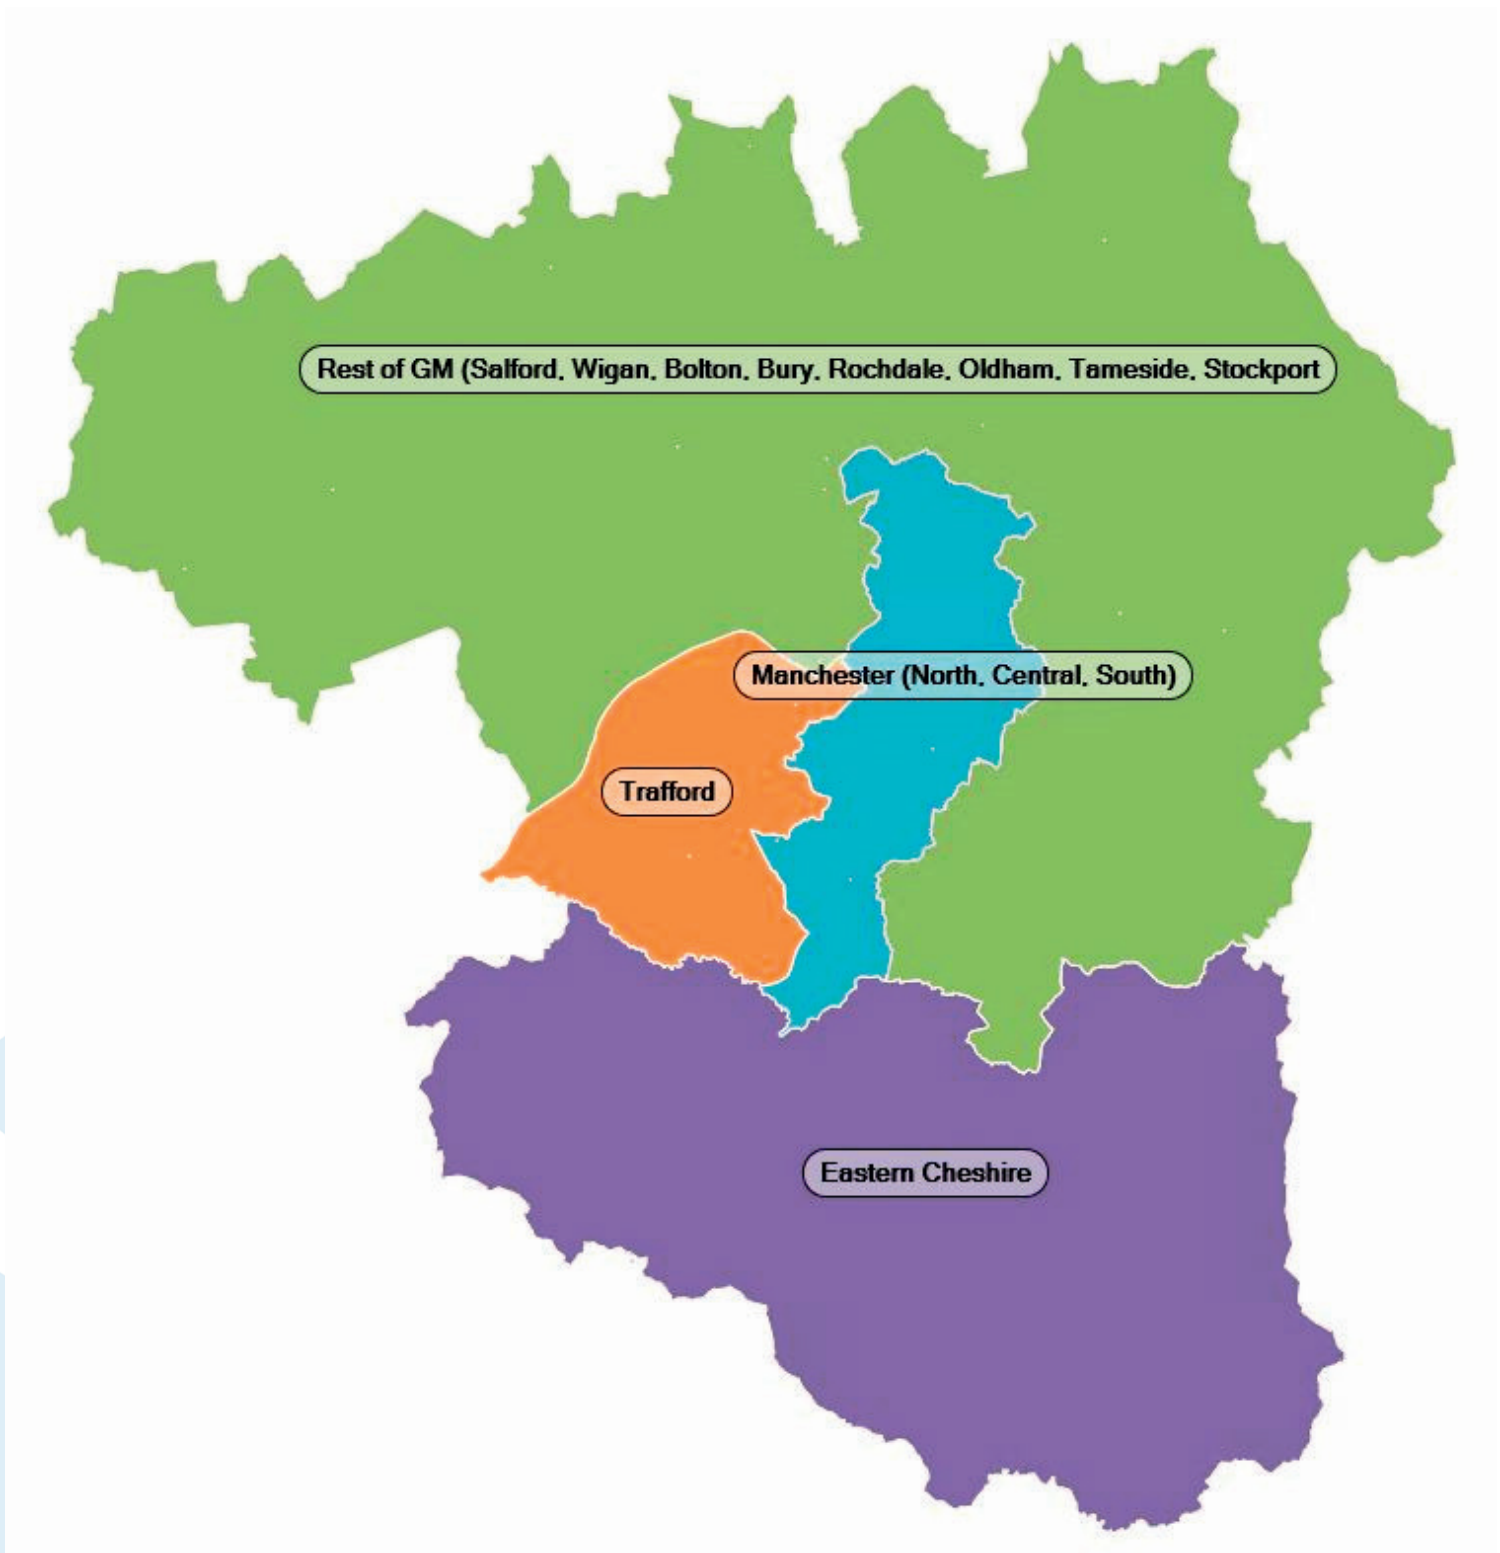 Rest of GM (Salford, Wigan, Bolton, Bury, Rochdale, Oldham, Tameside, Stockport
Manchester (North, Central, South)
Trafford
Eastern Cheshire